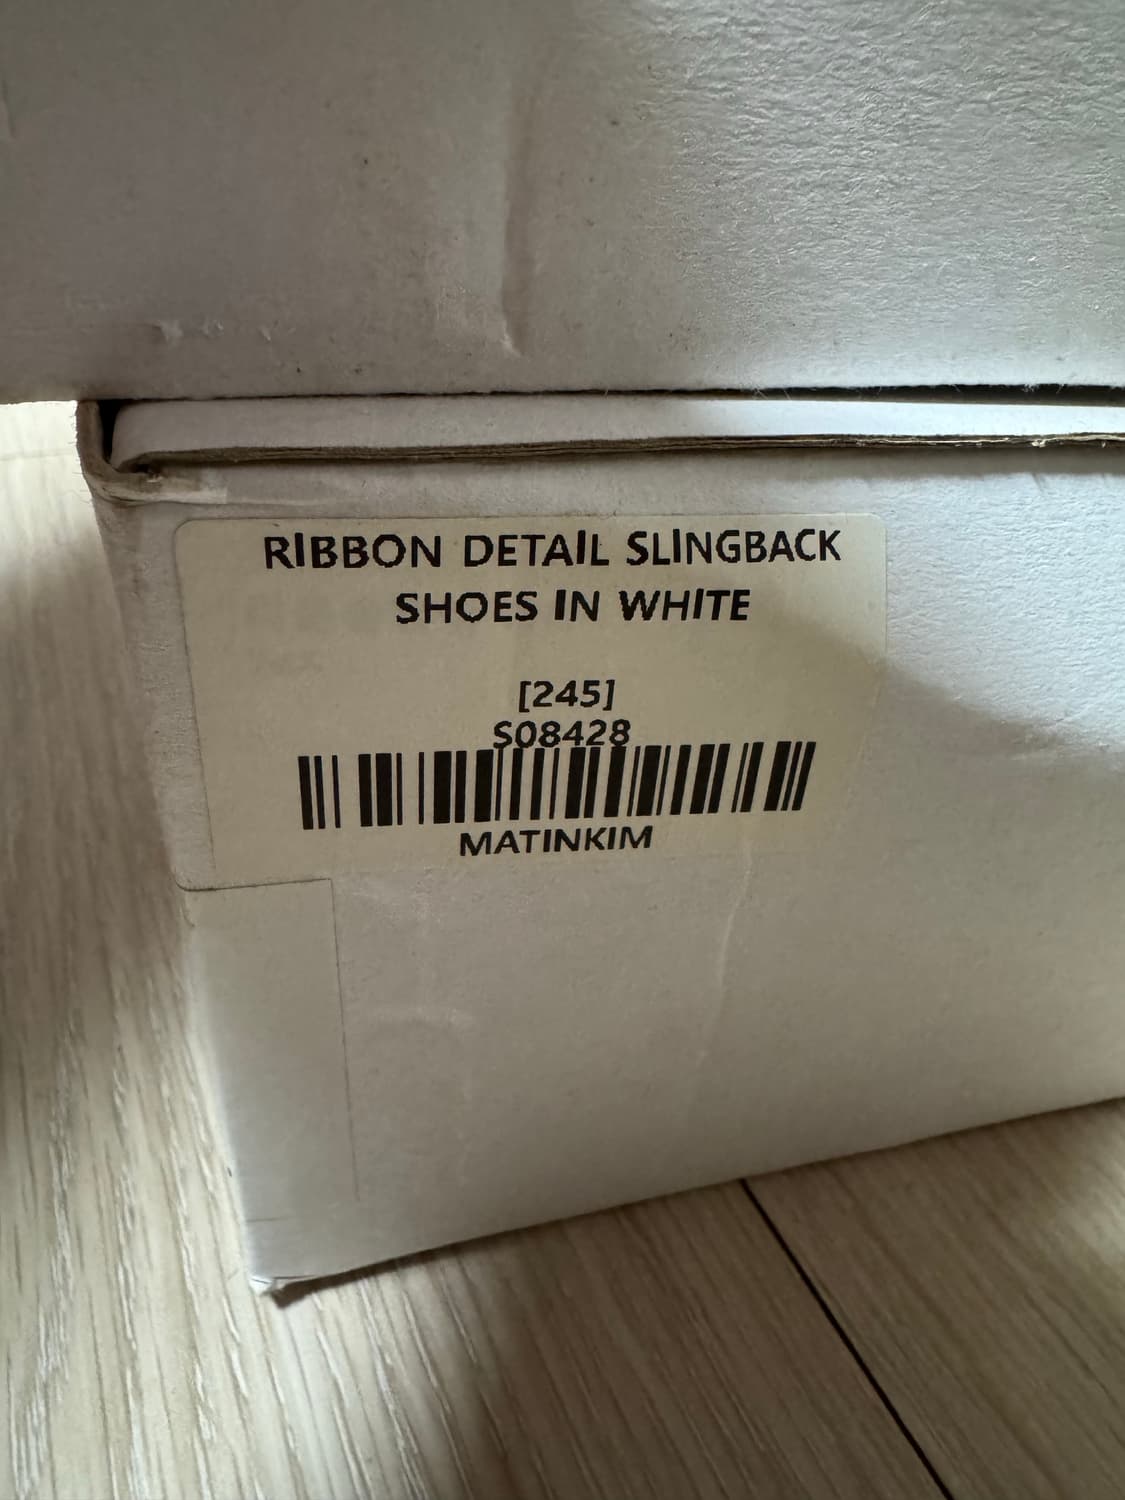 RIBBON DETAIL SLINGBACK
SHOES IN WHITE
[245]
S08428
MATINKIM